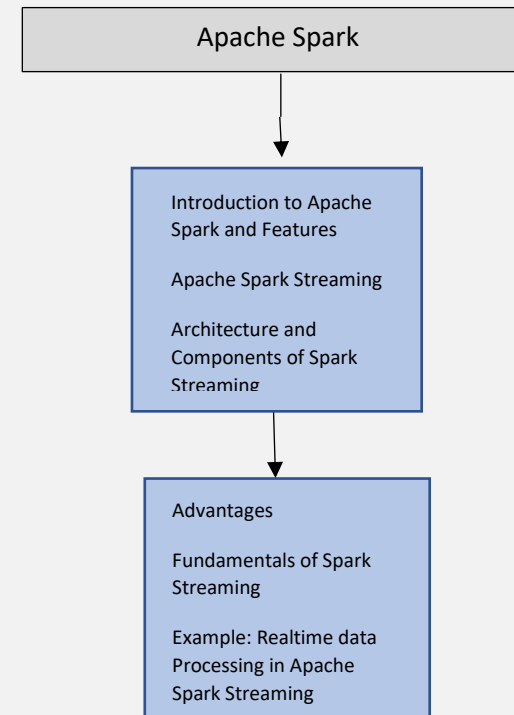 Apache Spark
Introduction to Apache
Spark and Features
Apache Spark Streaming
Architecture and
Components of Spark
Streaming
Advantages
Fundamentals of Spark
Streaming
Example: Realtime data
Processing in Apache
Spark Streaming